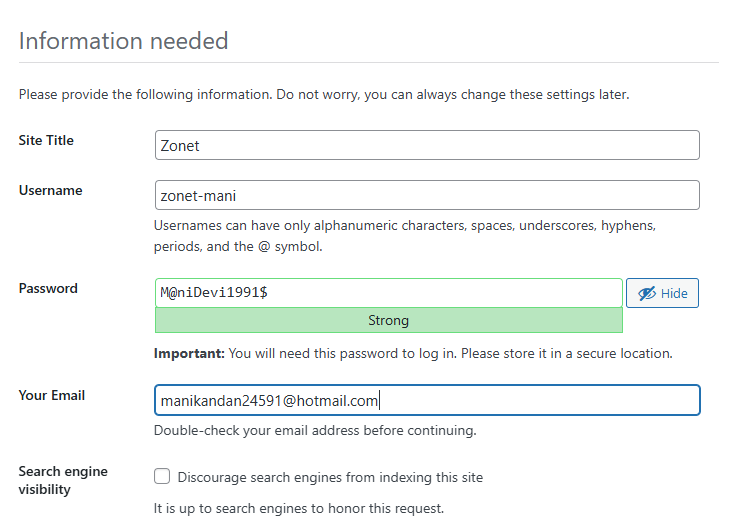 Information needed
Please provide the following information. Do not worry, you can always change these settings later.
Site Title
Zonet
Username
zonet-mani
Usernames can have only alphanumeric characters, spaces, underscores, hyphens,
periods, and the @ symbol.
Password
M@niDevi1991$
Hide
Strong
Important: You will need this password to log in. Please store it in a secure location.
Your Email
manikandan24591@hotmail.com
Double-check your email address before continuing.
Search engine
visibility
Discourage search engines from indexing this site
It is up to search engines to honor this request.